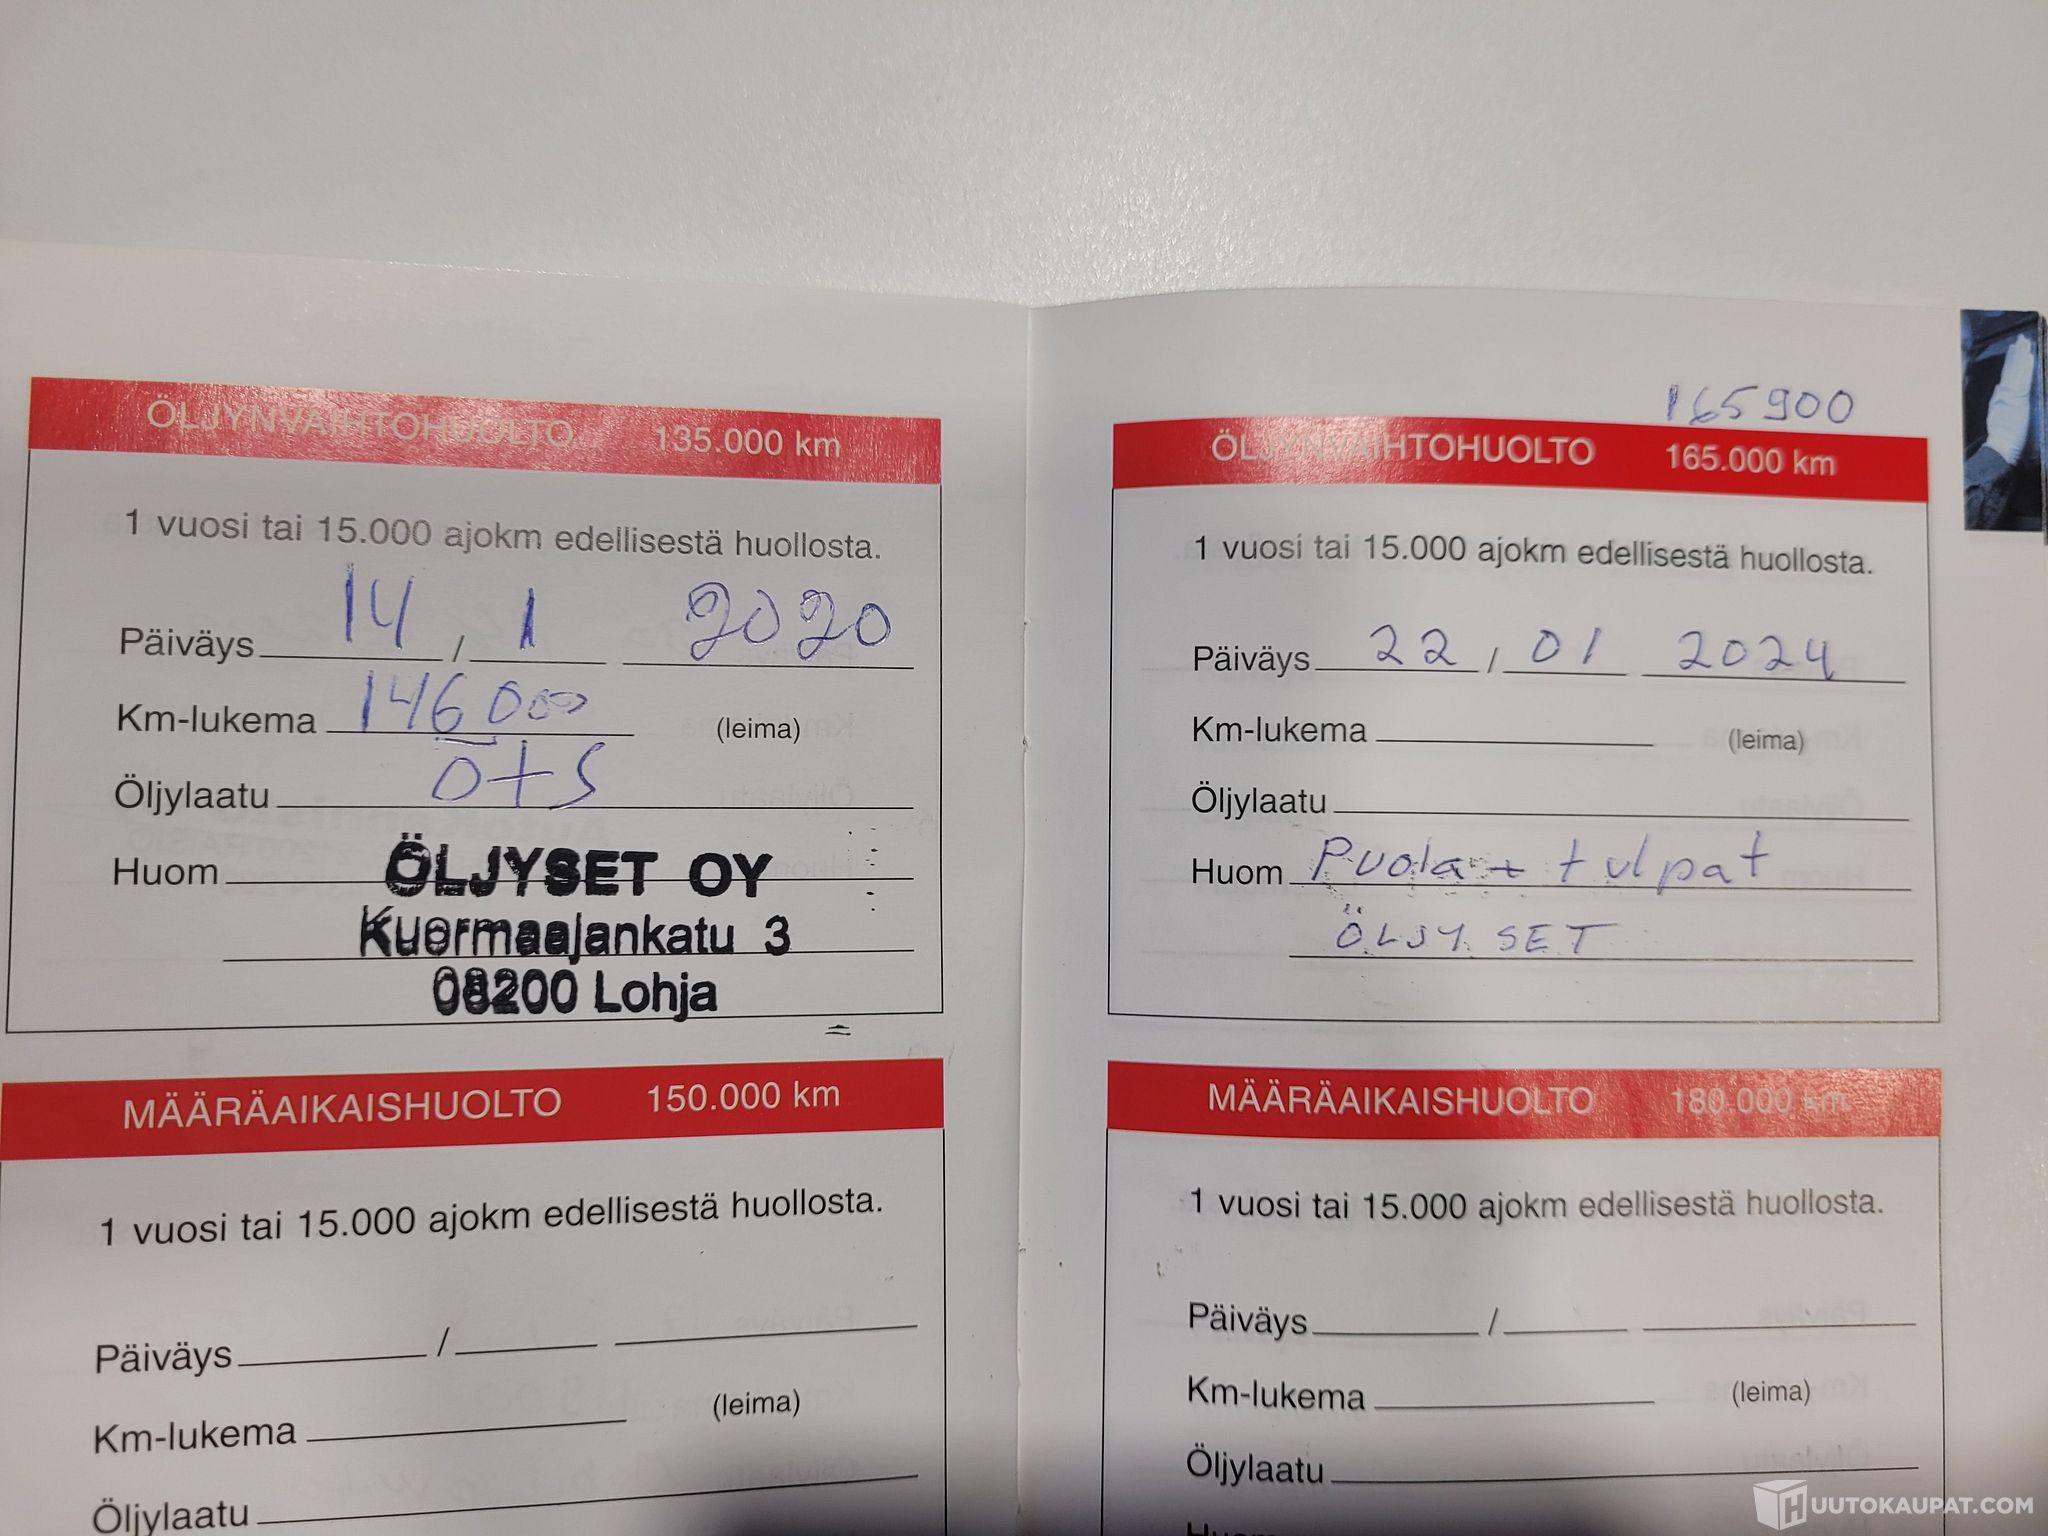 ÖLJYNVAIHTOHUOLTO 135.000 km
1 vuosi tai 15.000 ajokm edellisestä huollosta.
Päiväys 14 / 1 2020
Km-lukema 146000 (leima)
Öljylaatu ö+s
Huom ÖLJYSET OY
Kuormaajankatu 3
08200 Lohja
MÄÄRÄAIKAISHUOLTO 150.000 km
1 vuosi tai 15.000 ajokm edellisestä huollosta.
Päiväys /
Km-lukema (leima)
Öljylaatu
165900
ÖLJYNVAIHTOHUOLTO 165.000 km
1 vuosi tai 15.000 ajokm edellisestä huollosta.
Päiväys 22 / 01 2024
Km-lukema (leima)
Öljylaatu
Huom Puola + tulpat
ÖLJYSET
MÄÄRÄAIKAISHUOLTO 180.000 km
1 vuosi tai 15.000 ajokm edellisestä huollosta.
Päiväys /
Km-lukema (leima)
Öljylaatu
Huom
HUUTOKAUPAT.COM